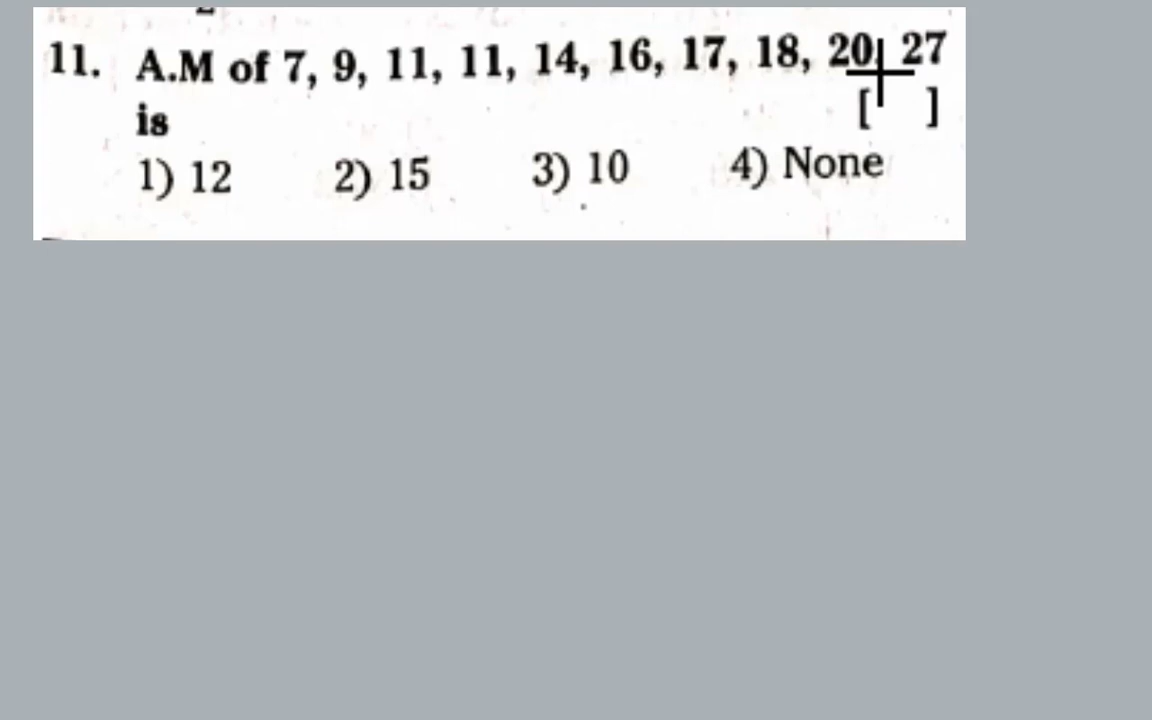 11. A.M of 7, 9, 11, 11, 14, 16, 17, 18, 20, 27
is [ ]
1) 12 2) 15 3) 10 4) None